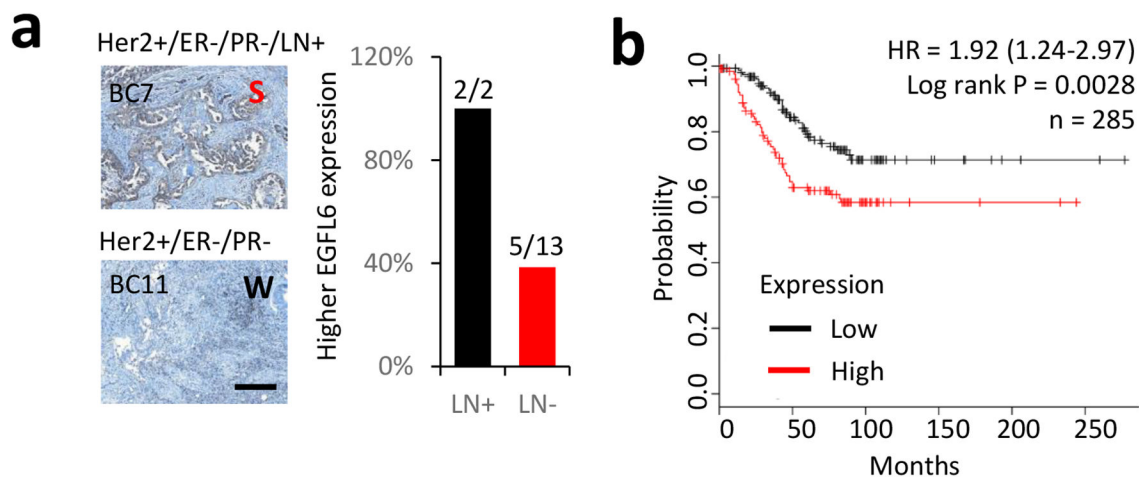 a
Her2+/ER-/PR-/LN+
BC7
S
Her2+/ER-/PR-
BC11
W
Higher EGFL6 expression
120%
80%
40%
0%
2/2
5/13
LN+
LN-
b
HR = 1.92 (1.24-2.97)
Log rank P = 0.0028
n = 285
Probability
1.0
0.8
0.6
0.4
0.2
0.0
Expression
Low
High
0
50
100
150
200
250
Months